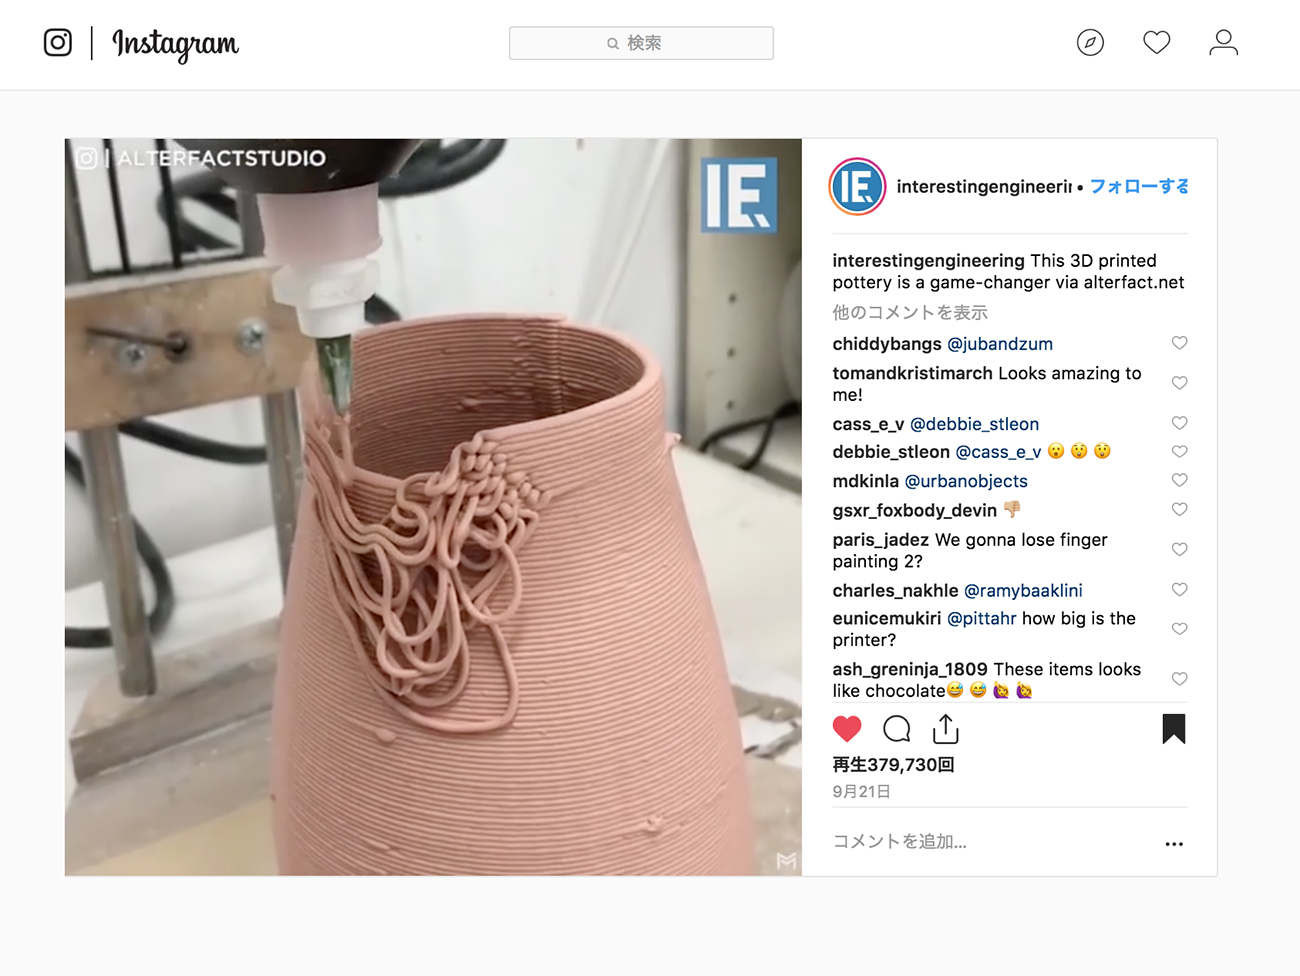 Instagram
検索
ALTERFACTSTUDIO
IE
IE
interestingengineerin • フォローする
interestingengineering This 3D printed
pottery is a game-changer via alterfact.net
他のコメントを表示
chiddybangs @jubandzum
tomandkristimarch Looks amazing to
me!
cass_e_v @debbie_stleon
debbie_stleon @cass_e_v 😮 😲 😲
mdkinla @urbanobjects
gsxr_foxbody_devin 👎🏼
paris_jadez We gonna lose finger
painting 2?
charles_nakhle @ramybaaklini
eunicemukiri @pittahr how big is the
printer?
ash_greninja_1809 These items looks
like chocolate😅 😅 🙋 🙋
再生379,730回
9月21日
コメントを追加...